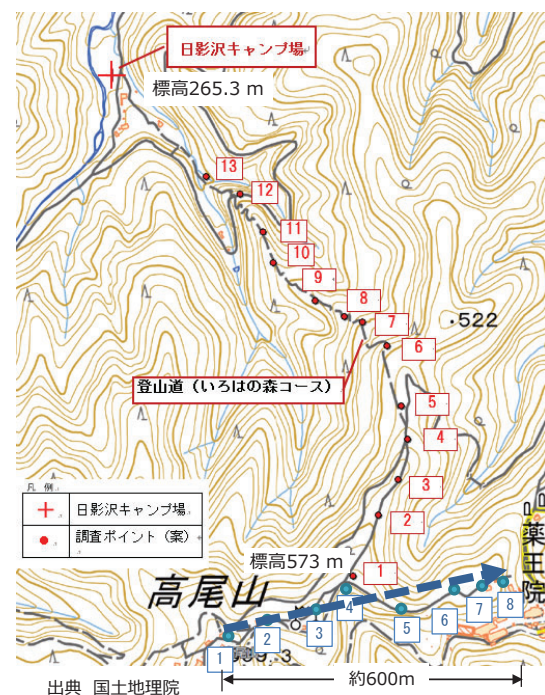 日影沢キャンプ場
標高265.3 m
13
12
11
10
9
8
7
・522
6
登山道（いろはの森コース）
5
4
3
凡 例
日影沢キャンプ場
調査ポイント（案）
2
標高573 m
1
高尾山
薬王院
1
2
3
4
5
6
7
8
9.3
約600m
出典 国土地理院